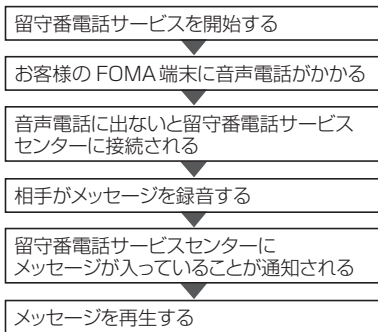 留守番電話サービスを開始する
お客様の FOMA 端末に音声電話がかかる
音声電話に出ないと留守番電話サービス
センターに接続される
相手がメッセージを録音する
留守番電話サービスセンターに
メッセージが入っていることが通知される
メッセージを再生する